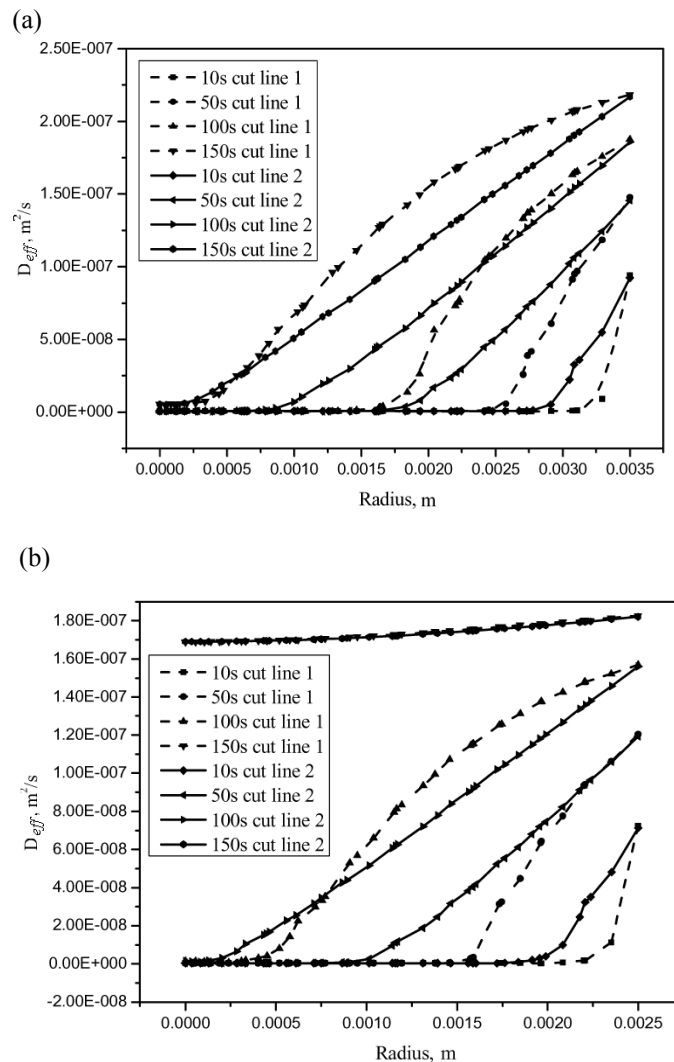 (a)
2.50E-007
2.00E-007
1.50E-007
1.00E-007
5.00E-008
0.00E+000
D_eff, m²/s
10s cut line 1
50s cut line 1
100s cut line 1
150s cut line 1
10s cut line 2
50s cut line 2
100s cut line 2
150s cut line 2
0.0000 0.0005 0.0010 0.0015 0.0020 0.0025 0.0030 0.0035
Radius, m
(b)
1.80E-007
1.60E-007
1.40E-007
1.20E-007
1.00E-007
8.00E-008
6.00E-008
4.00E-008
2.00E-008
0.00E+000
-2.00E-008
D_eff, m²/s
10s cut line 1
50s cut line 1
100s cut line 1
150s cut line 1
10s cut line 2
50s cut line 2
100s cut line 2
150s cut line 2
0.0000 0.0005 0.0010 0.0015 0.0020 0.0025
Radius, m